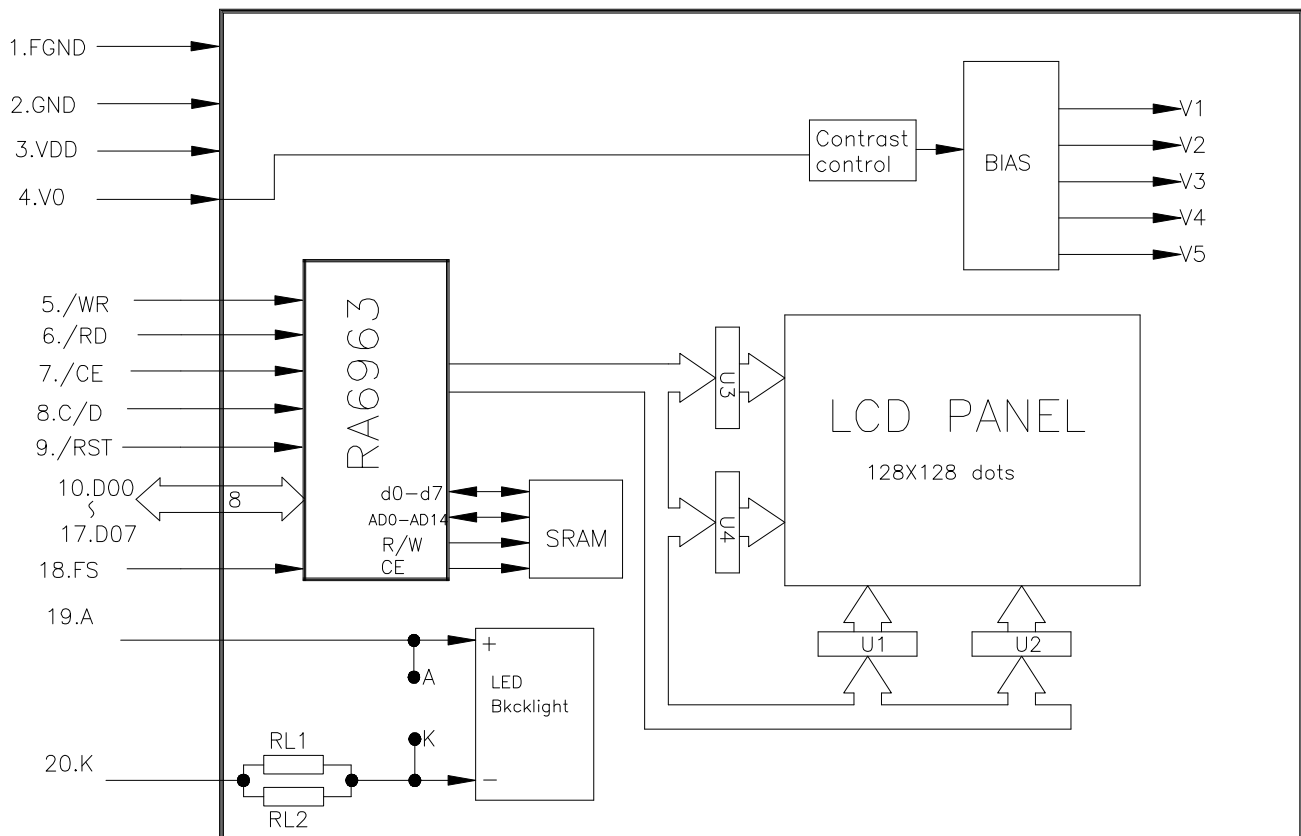 1.FGND
2.GND
3.VDD
4.V0
Contrast
control
BIAS
V1
V2
V3
V4
V5
5./WR
6./RD
7./CE
8.C/D
9./RST
10.D00
~
17.D07
18.FS
8
RA6963
d0-d7
AD0-AD14
R/W
CE
SRAM
U3
U4
LCD PANEL
128X128 dots
U1
U2
19.A
+
A
LED
Bkcklight
K
-
20.K
RL1
RL2